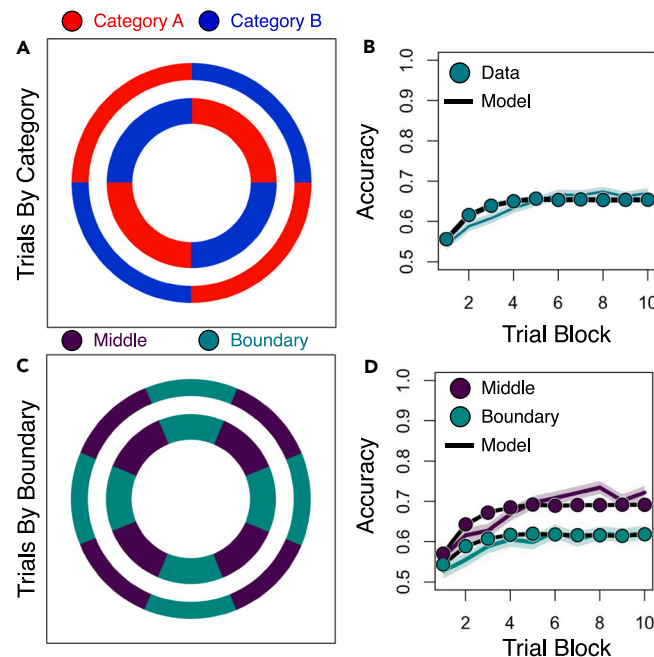 Category A Category B
A
Trials By Category
B
Data
Model
Accuracy
1.0
0.9
0.8
0.7
0.6
0.5
2 4 6 8 10
Trial Block
Middle Boundary
C
Trials By Boundary
D
Middle
Boundary
Model
Accuracy
1.0
0.9
0.8
0.7
0.6
0.5
2 4 6 8 10
Trial Block